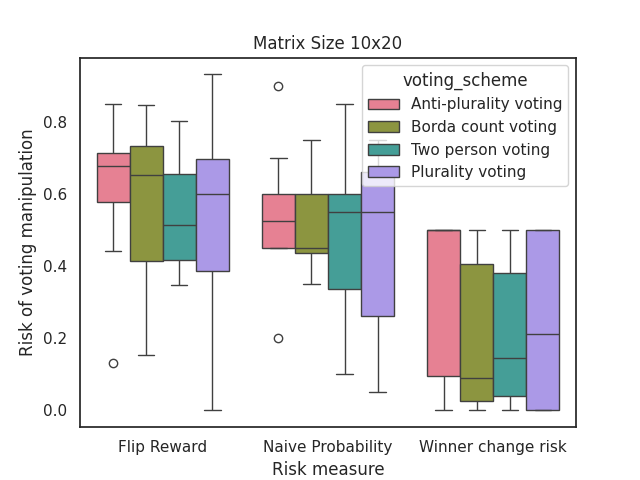 Matrix Size 10x20
voting_scheme
Anti-plurality voting
Borda count voting
Two person voting
Plurality voting
Risk of voting manipulation
0.8
0.6
0.4
0.2
0.0
Flip Reward
Naive Probability
Winner change risk
Risk measure